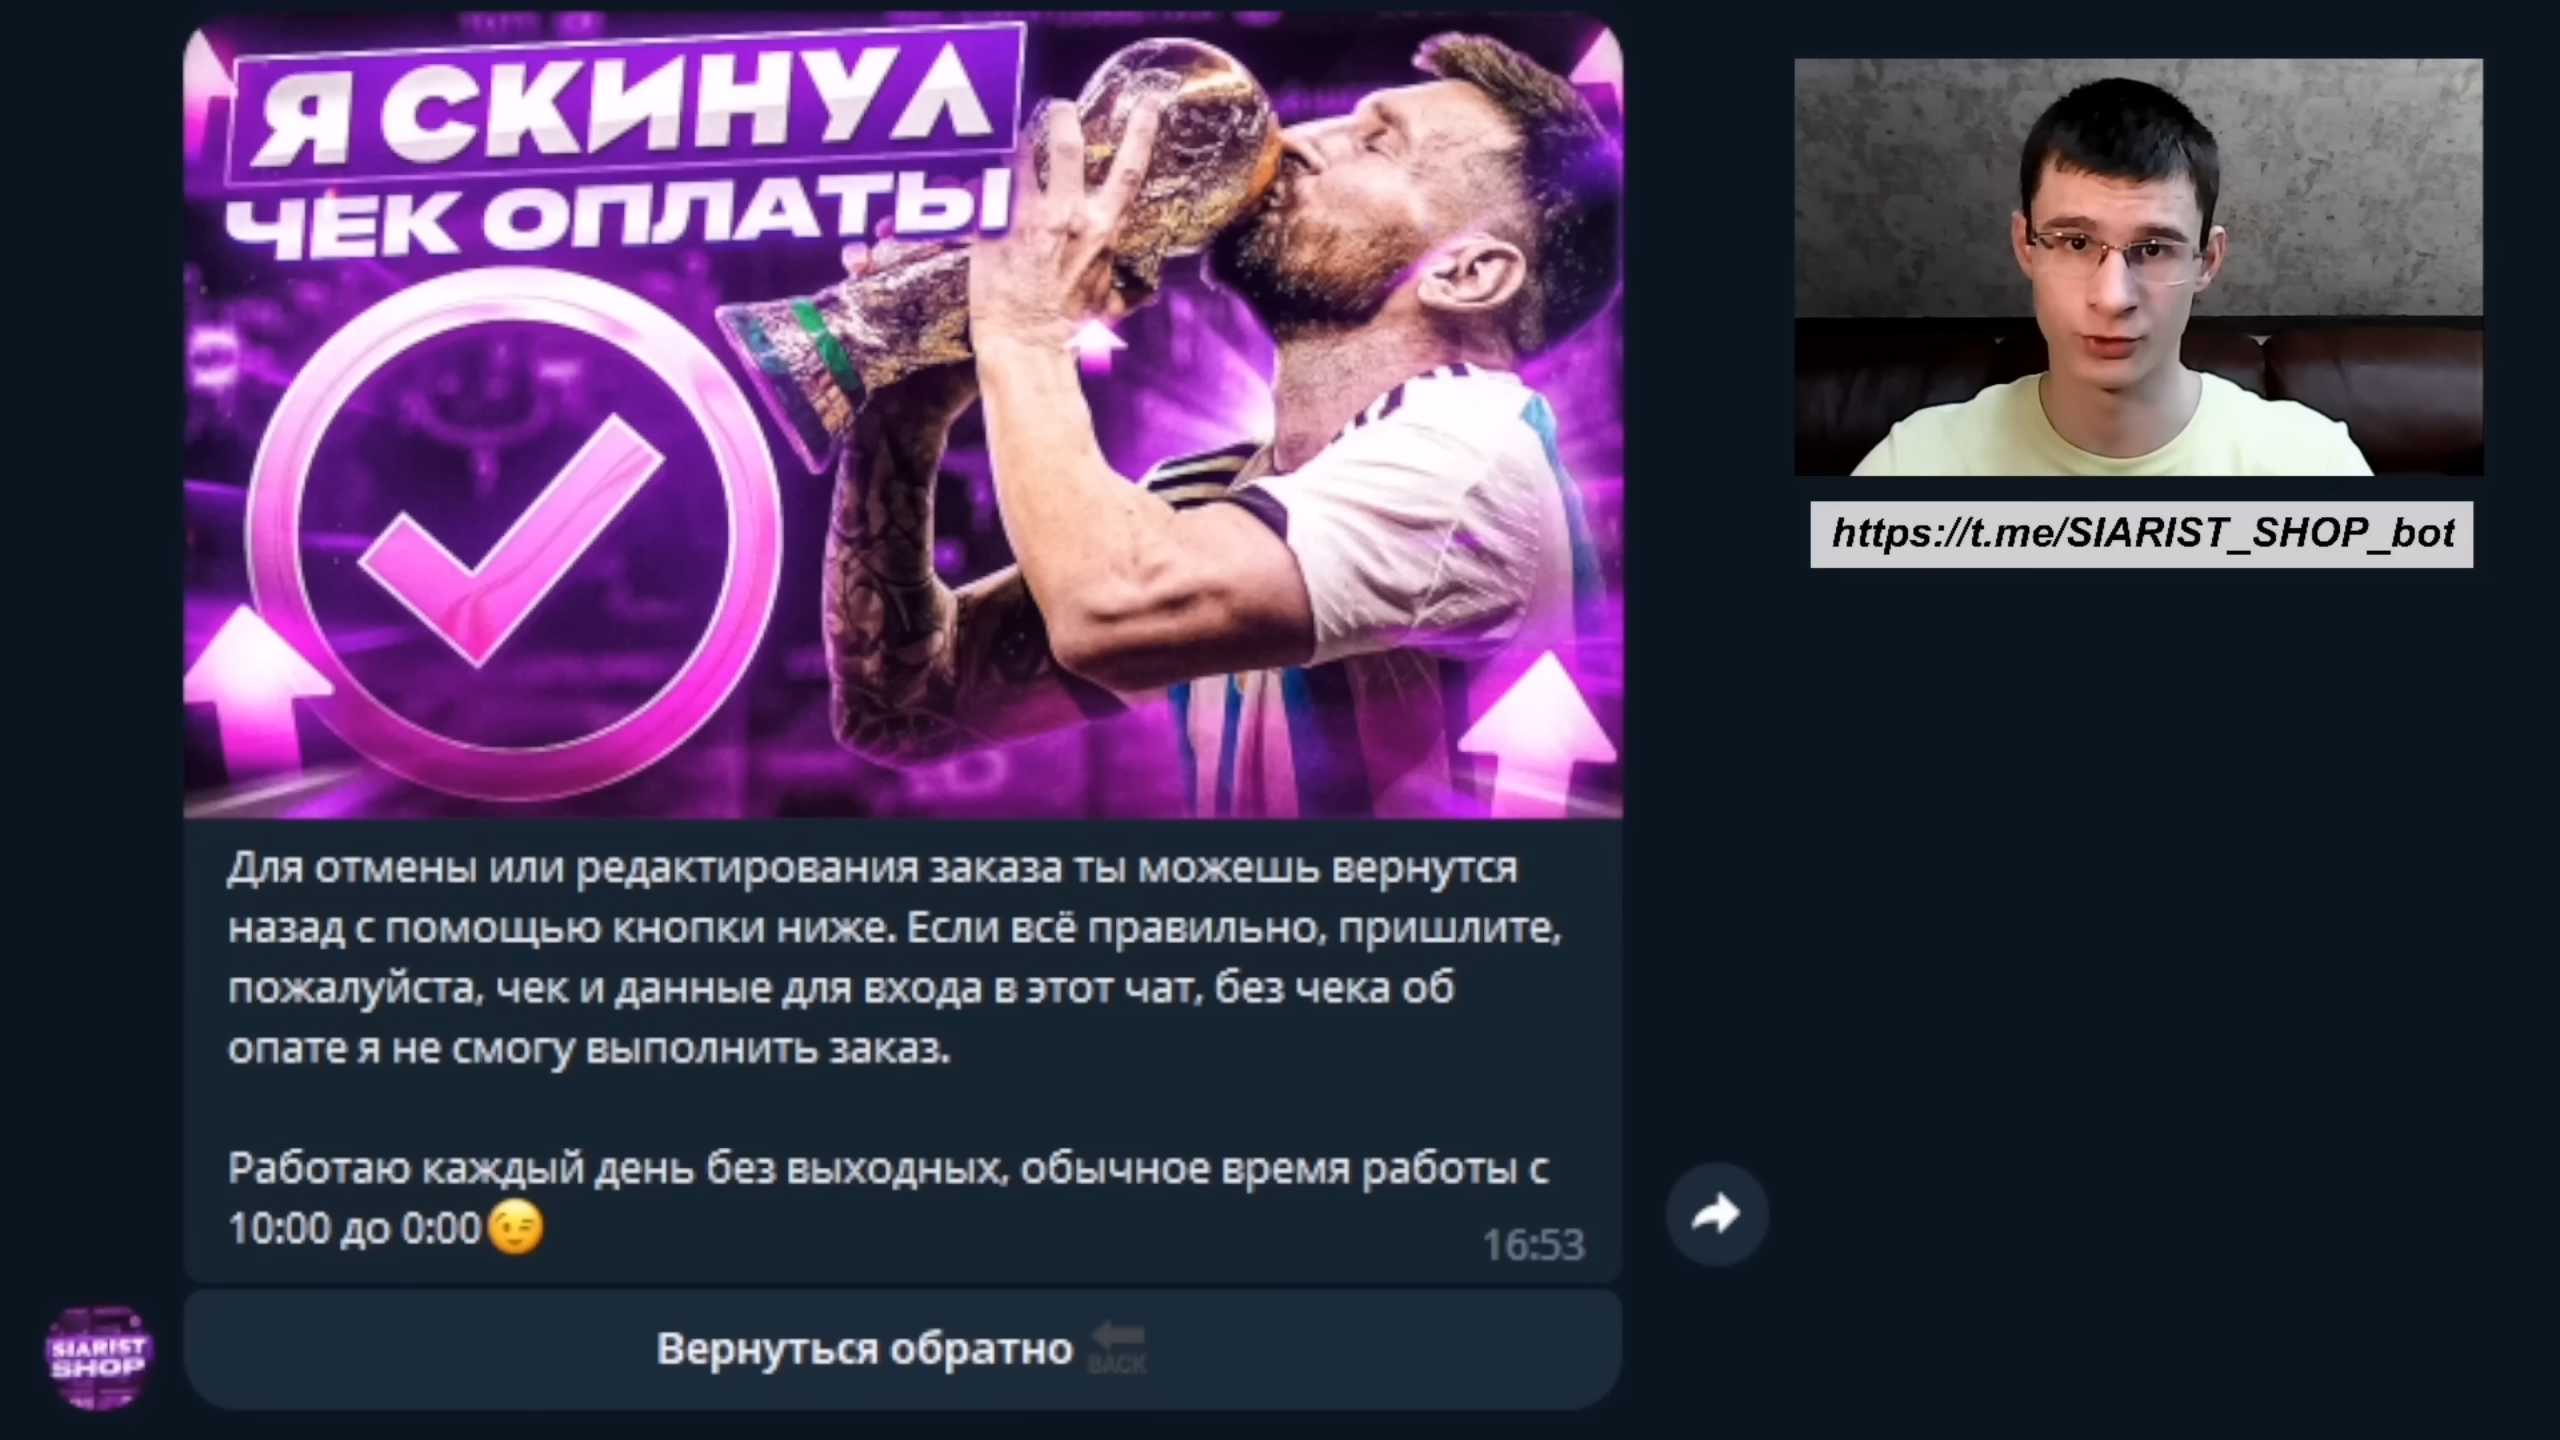 Я СКИНУЛ
ЧЕК ОПЛАТЫ
https://t.me/SIARIST_SHOP_bot
Для отмены или редактирования заказа ты можешь вернутся
назад с помощью кнопки ниже. Если всё правильно, пришлите,
пожалуйста, чек и данные для входа в этот чат, без чека об
опате я не смогу выполнить заказ.
Работаю каждый день без выходных, обычное время работы с
10:00 до 0:00😉
16:53
Вернуться обратно
BACK
SIARIST
SHOP